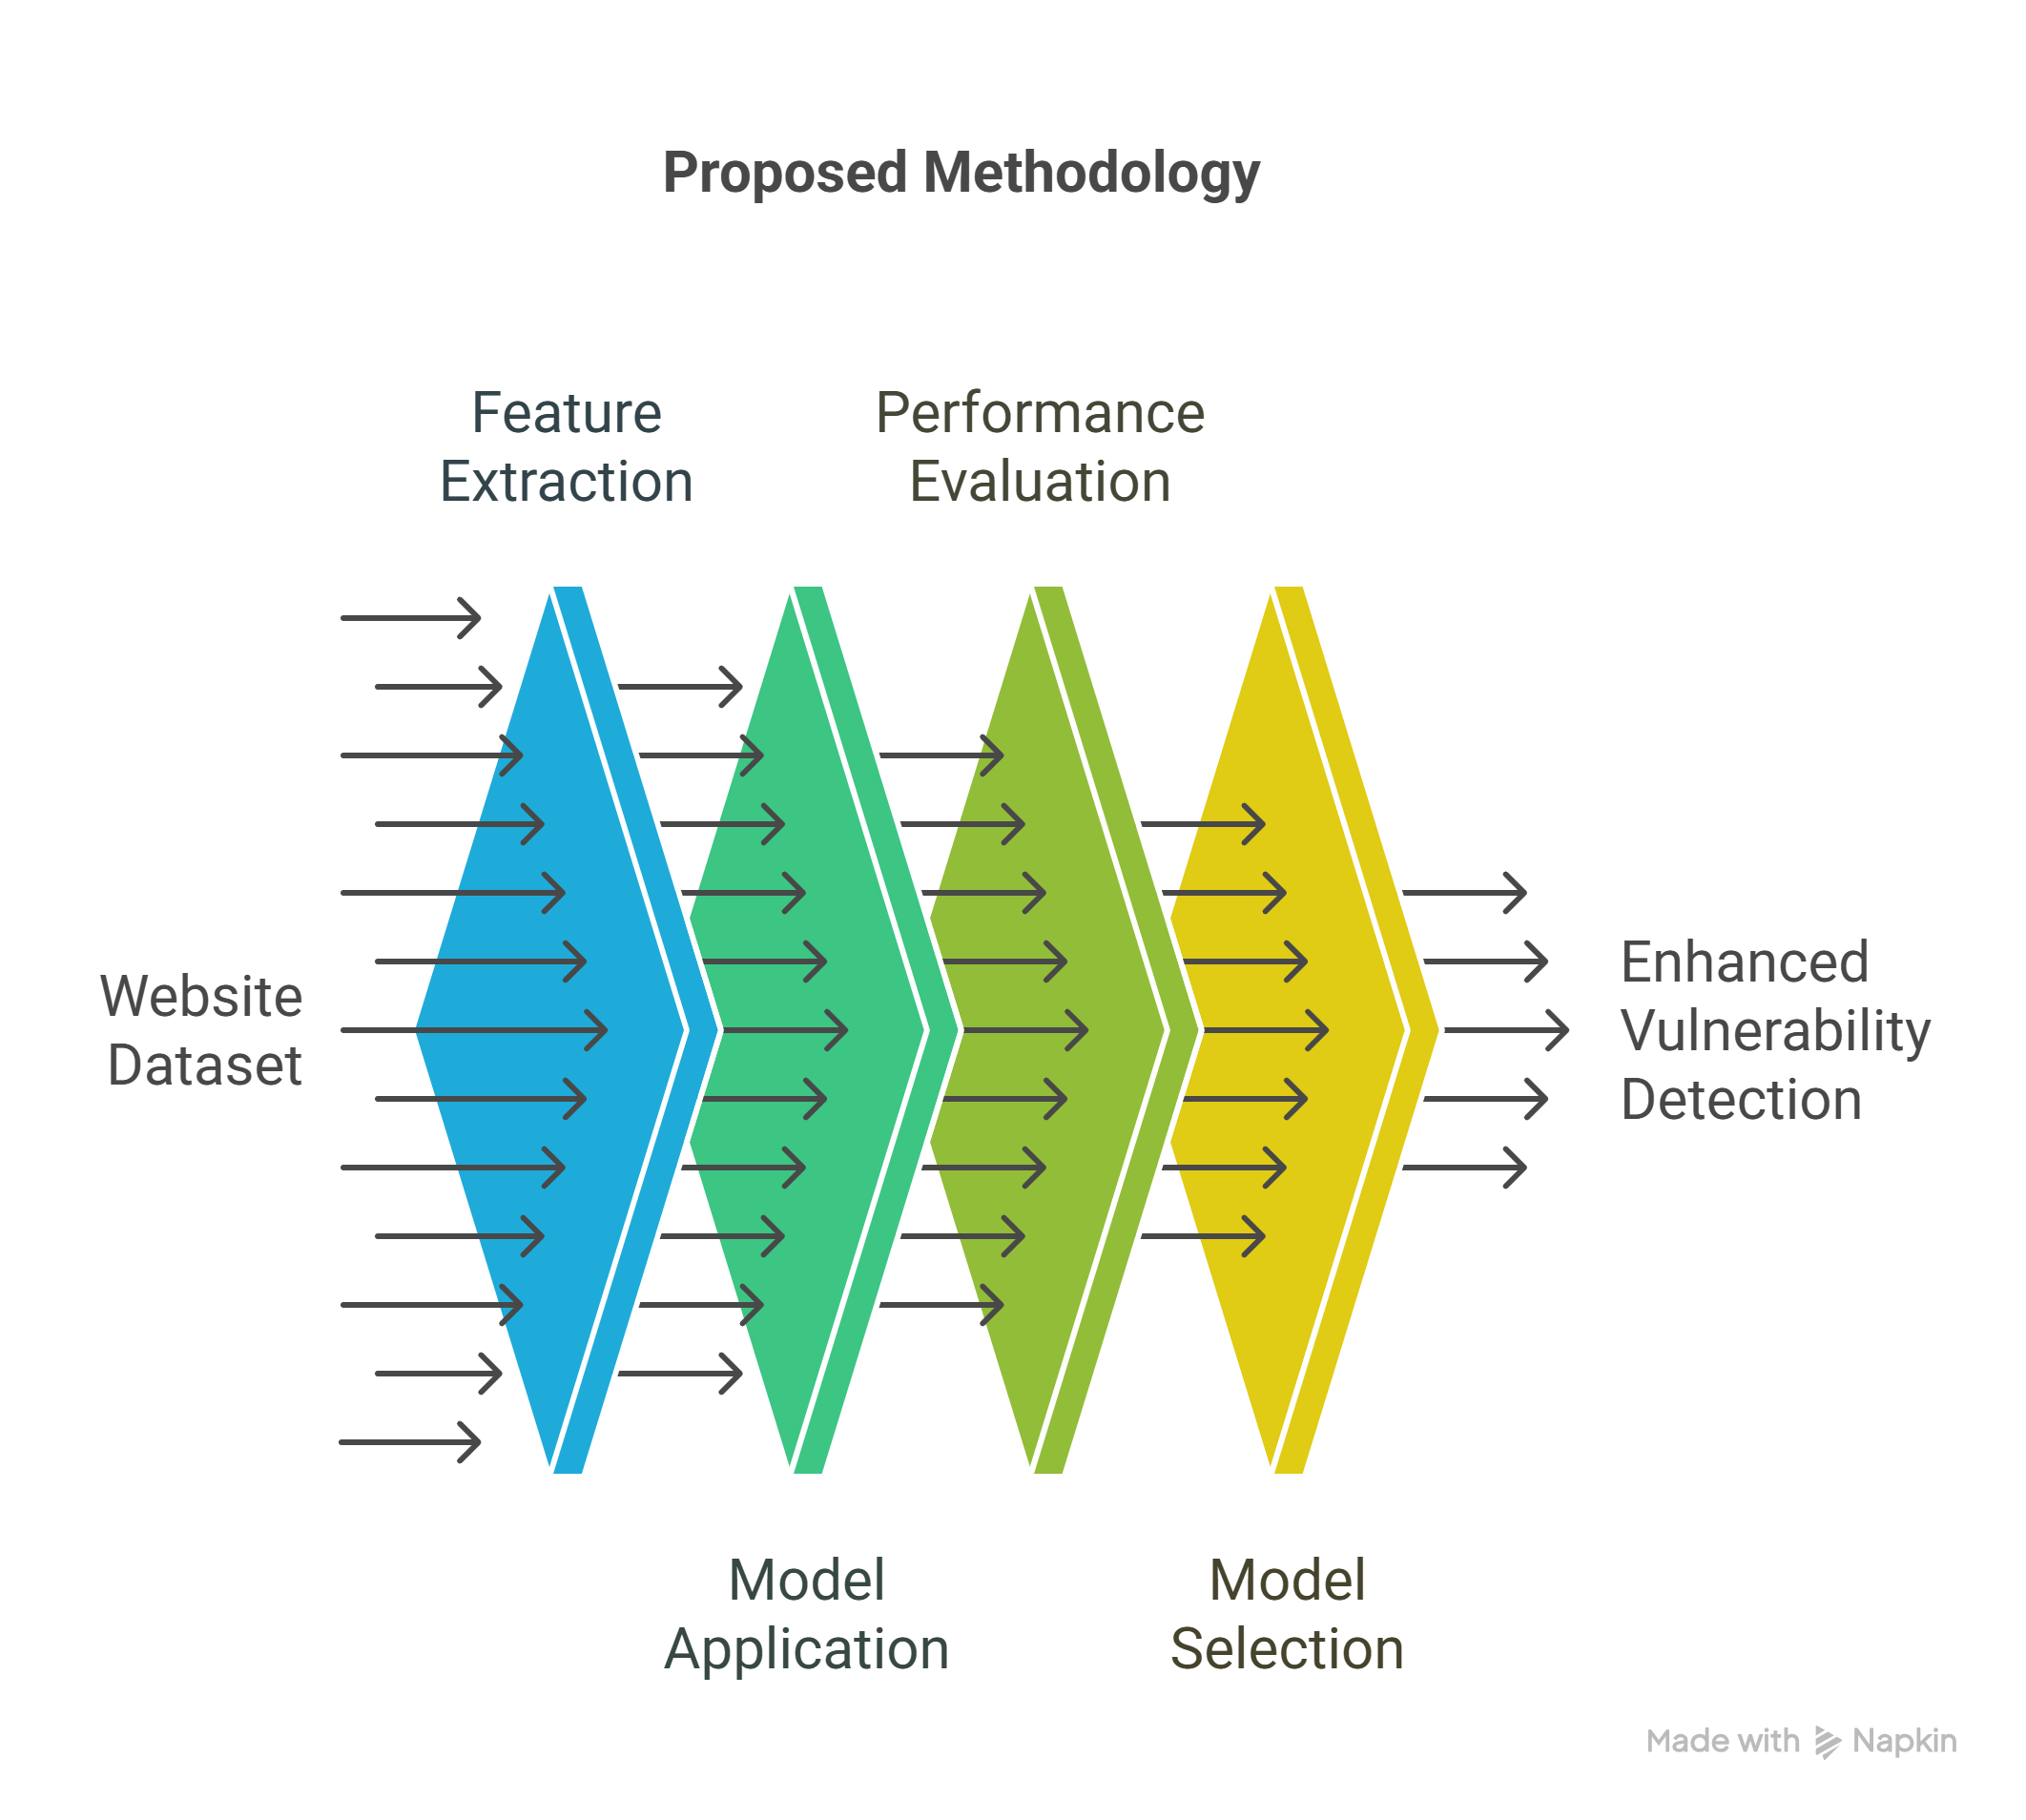 Proposed Methodology
Feature
Extraction
Performance
Evaluation
Website
Dataset
Enhanced
Vulnerability
Detection
Model
Application
Model
Selection
Made with Napkin